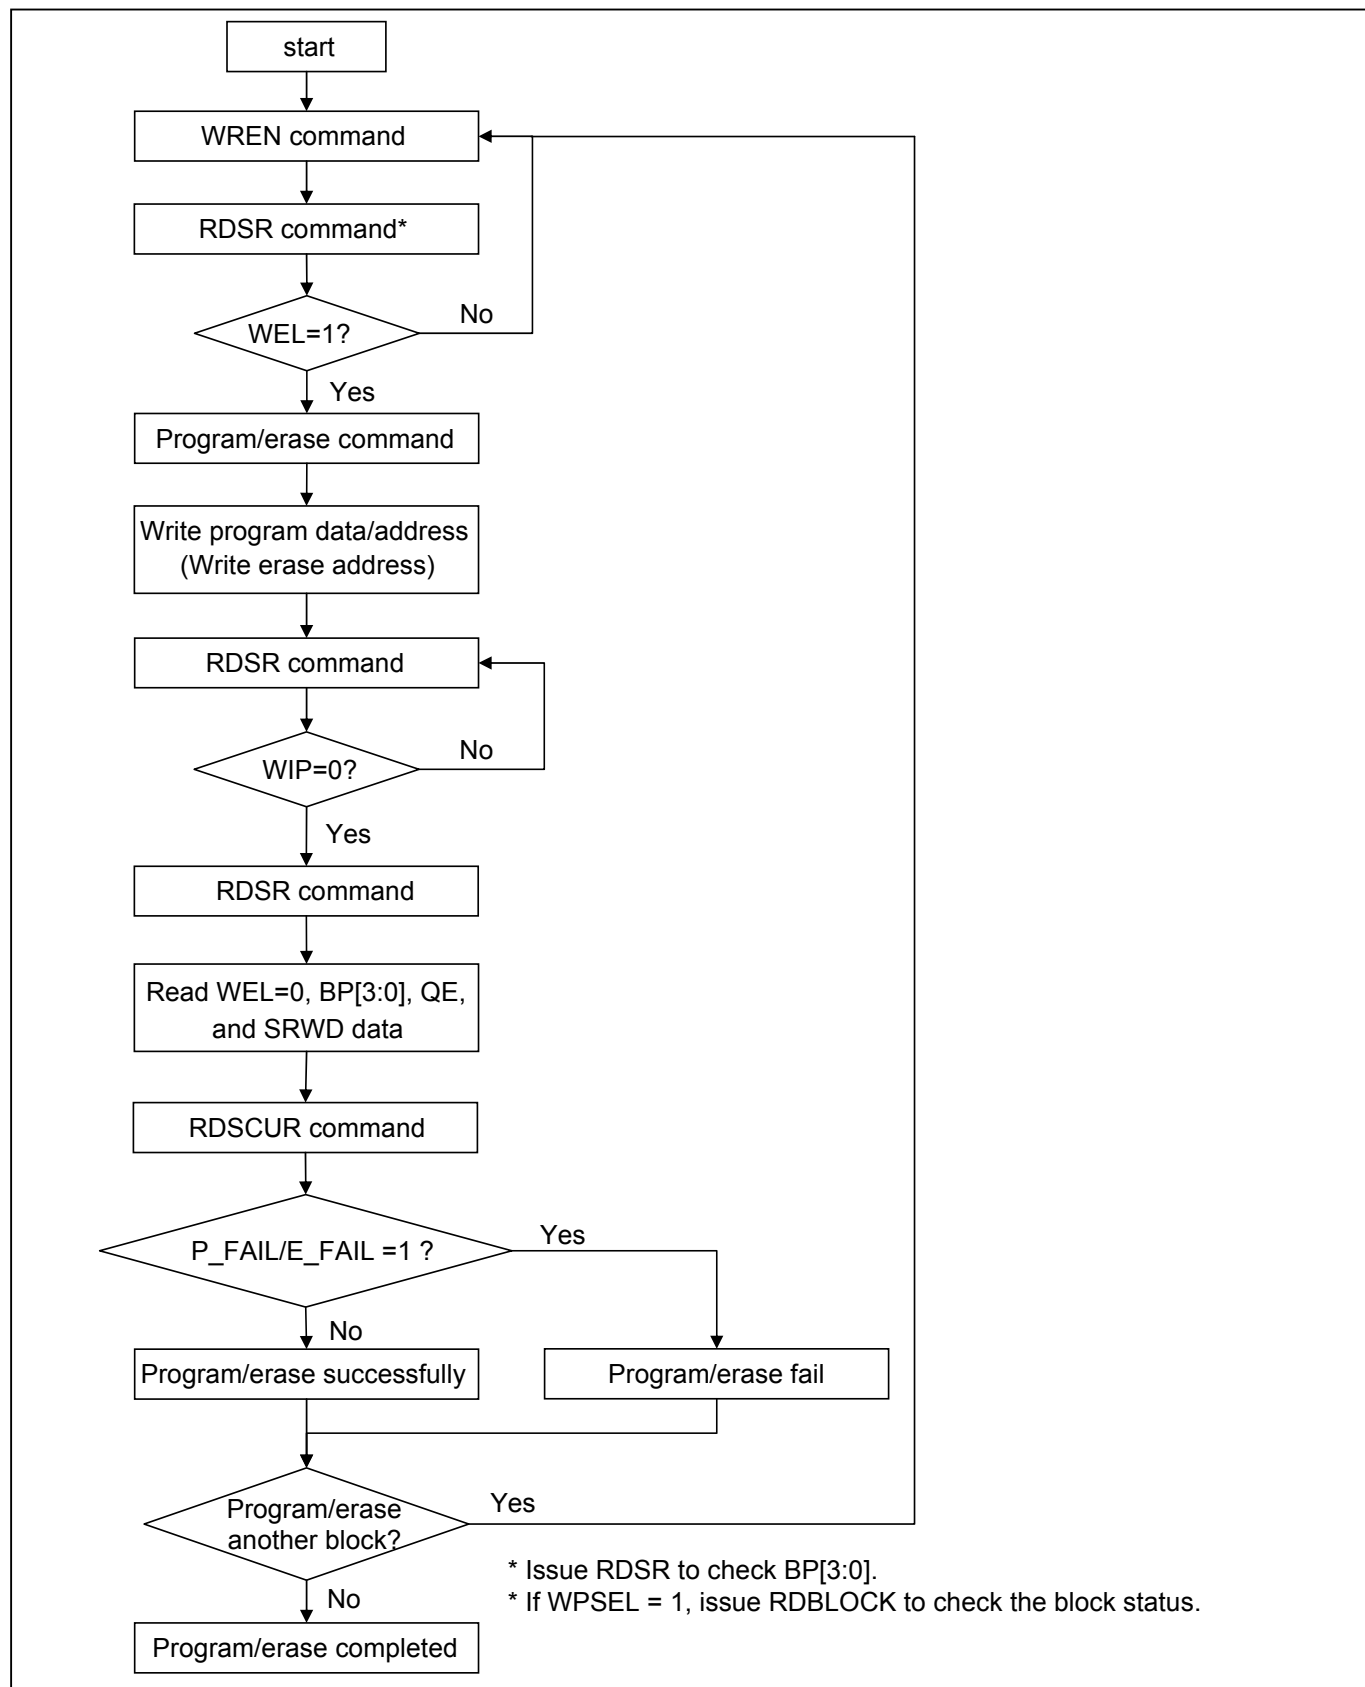 start
WREN command
RDSR command*
WEL=1?
No
Yes
Program/erase command
Write program data/address
(Write erase address)
RDSR command
WIP=0?
No
Yes
RDSR command
Read WEL=0, BP[3:0], QE,
and SRWD data
RDSCUR command
P_FAIL/E_FAIL =1 ?
Yes
No
Program/erase successfully
Program/erase fail
Program/erase
another block?
Yes
No
* Issue RDSR to check BP[3:0].
* If WPSEL = 1, issue RDBLOCK to check the block status.
Program/erase completed